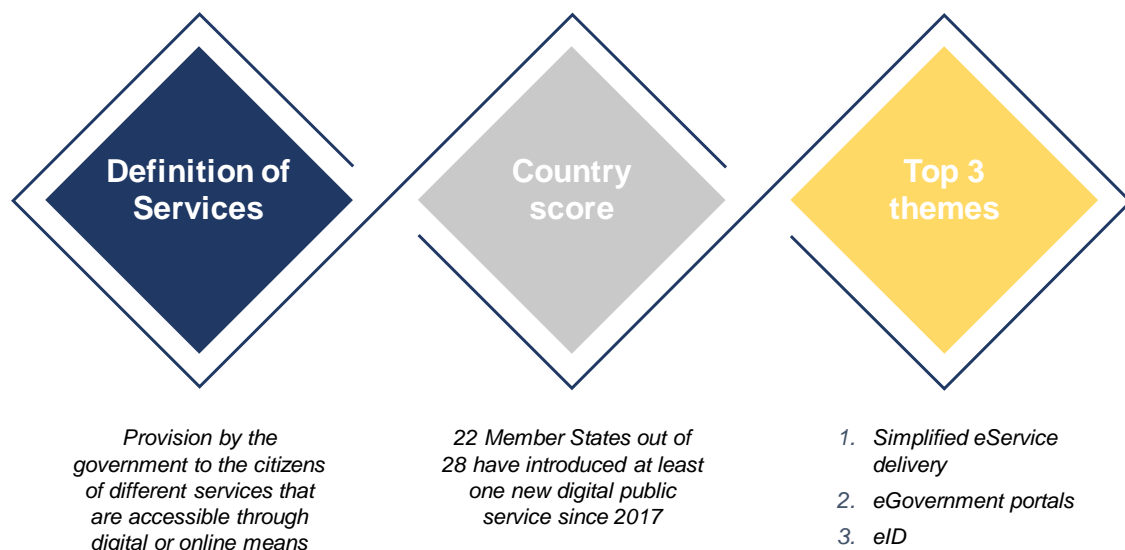 Definition of
Services
Country
score
Top 3
themes
Provision by the
government to the citizens
of different services that
are accessible through
digital or online means
22 Member States out of
28 have introduced at least
one new digital public
service since 2017
1. Simplified eService
delivery
2. eGovernment portals
3. eID